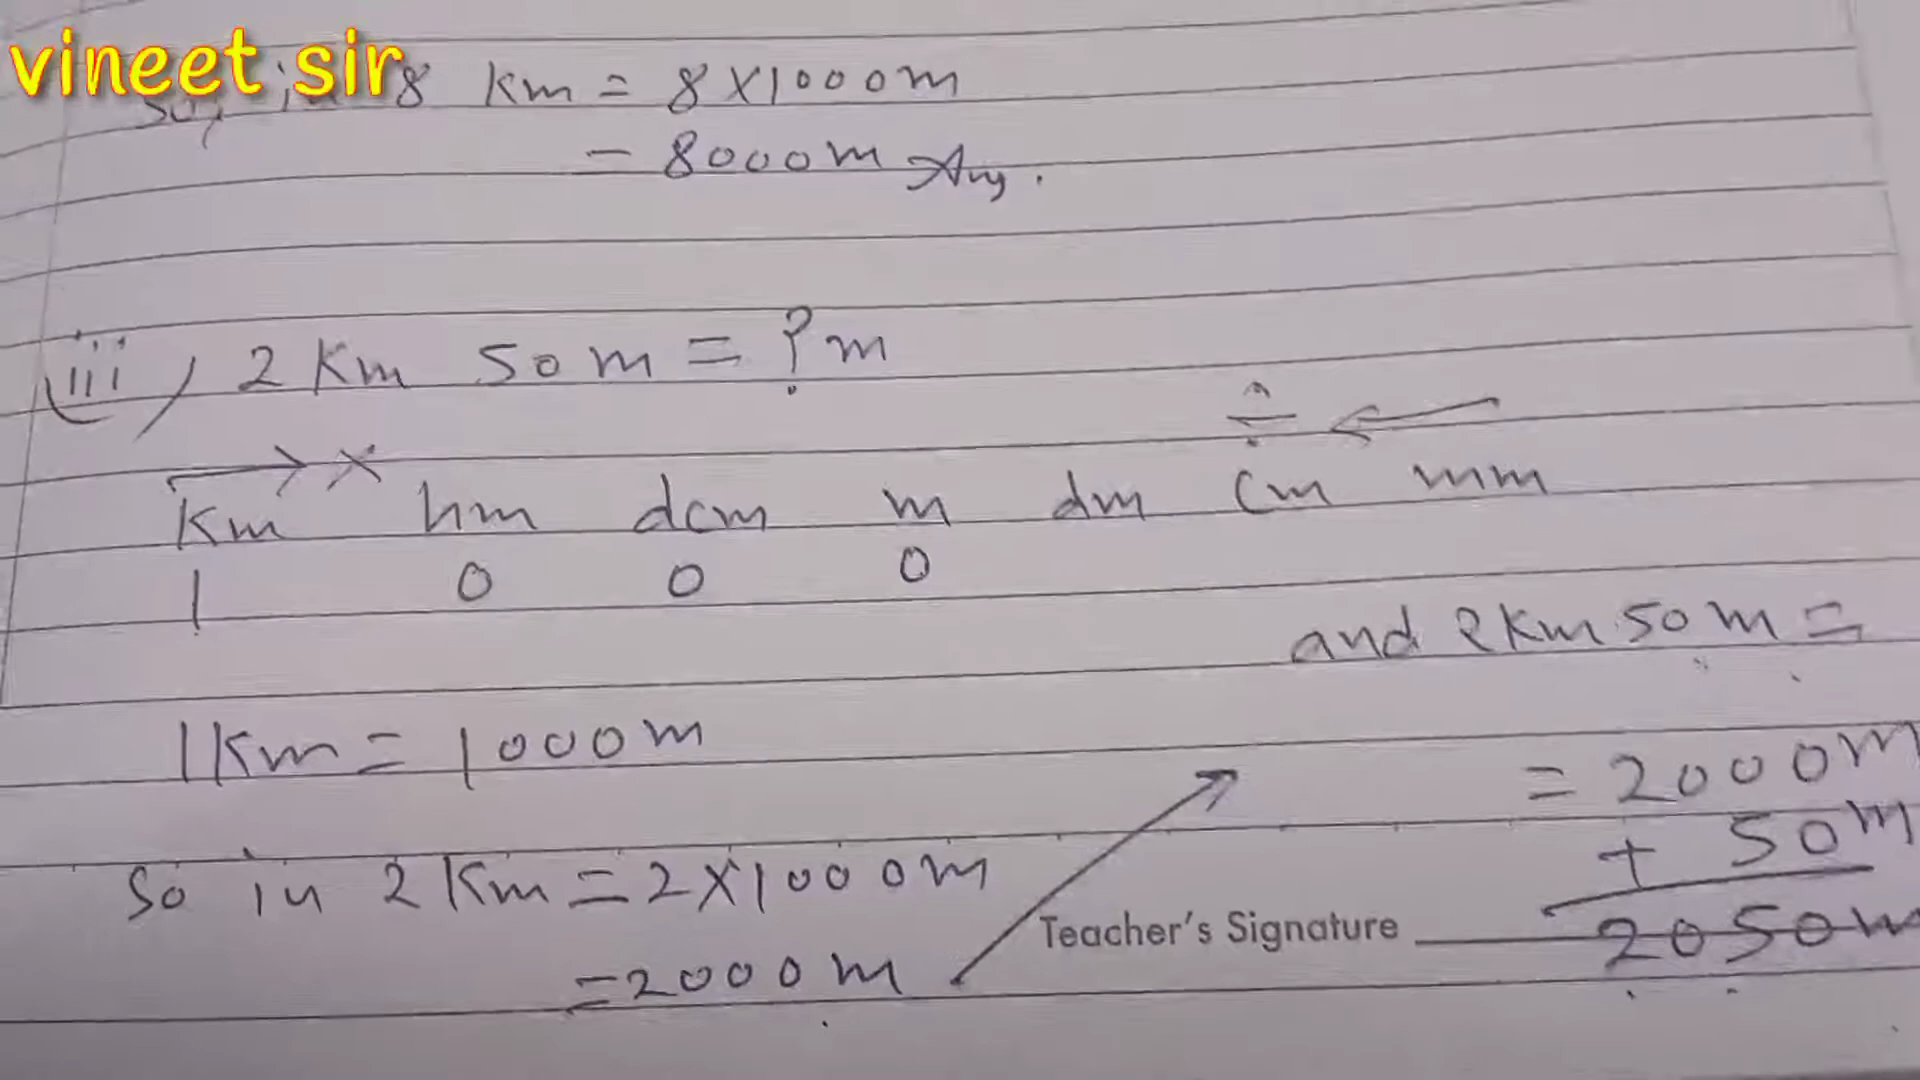 vineet sir
So, in 8 Km = 8 X 1000 m
= 8000 m Ans.
(iii) 2 Km 50 m = ? m
→ X ÷ ←
Km hm dcm m dm cm mm
1 0 0 0
and 2 Km 50 m =
1 Km = 1000 m
= 2000 m
+ 50 m
2050 m
So in 2 Km = 2 X 1000 m
= 2000 m
Teacher's Signature